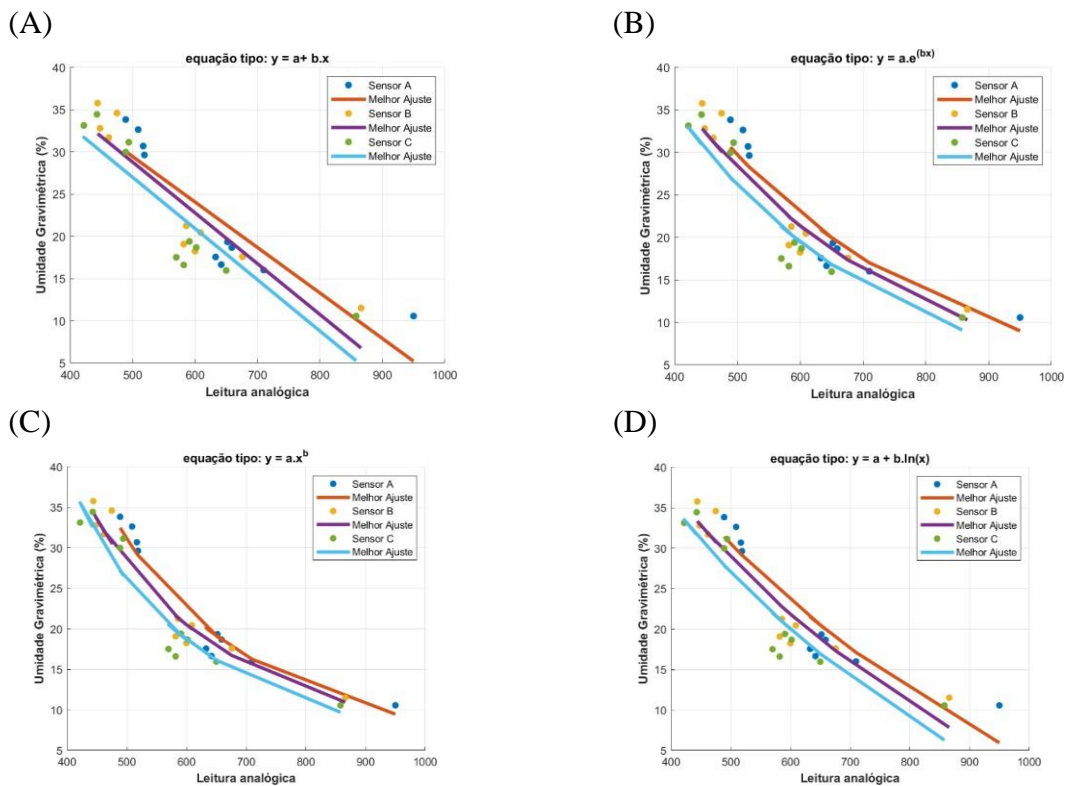 (A)
equação tipo: y = a+ b.x
Umidade Gravimétrica (%)
40
35
30
25
20
15
10
5
400 500 600 700 800 900 1000
Leitura analógica
Sensor A
Melhor Ajuste
Sensor B
Melhor Ajuste
Sensor C
Melhor Ajuste
(B)
equação tipo: y = a.e^(bx)
Umidade Gravimétrica (%)
40
35
30
25
20
15
10
5
400 500 600 700 800 900 1000
Leitura analógica
Sensor A
Melhor Ajuste
Sensor B
Melhor Ajuste
Sensor C
Melhor Ajuste
(C)
equação tipo: y = a.x^b
Umidade Gravimétrica (%)
40
35
30
25
20
15
10
5
400 500 600 700 800 900 1000
Leitura analógica
Sensor A
Melhor Ajuste
Sensor B
Melhor Ajuste
Sensor C
Melhor Ajuste
(D)
equação tipo: y = a + b.ln(x)
Umidade Gravimétrica (%)
40
35
30
25
20
15
10
5
400 500 600 700 800 900 1000
Leitura analógica
Sensor A
Melhor Ajuste
Sensor B
Melhor Ajuste
Sensor C
Melhor Ajuste